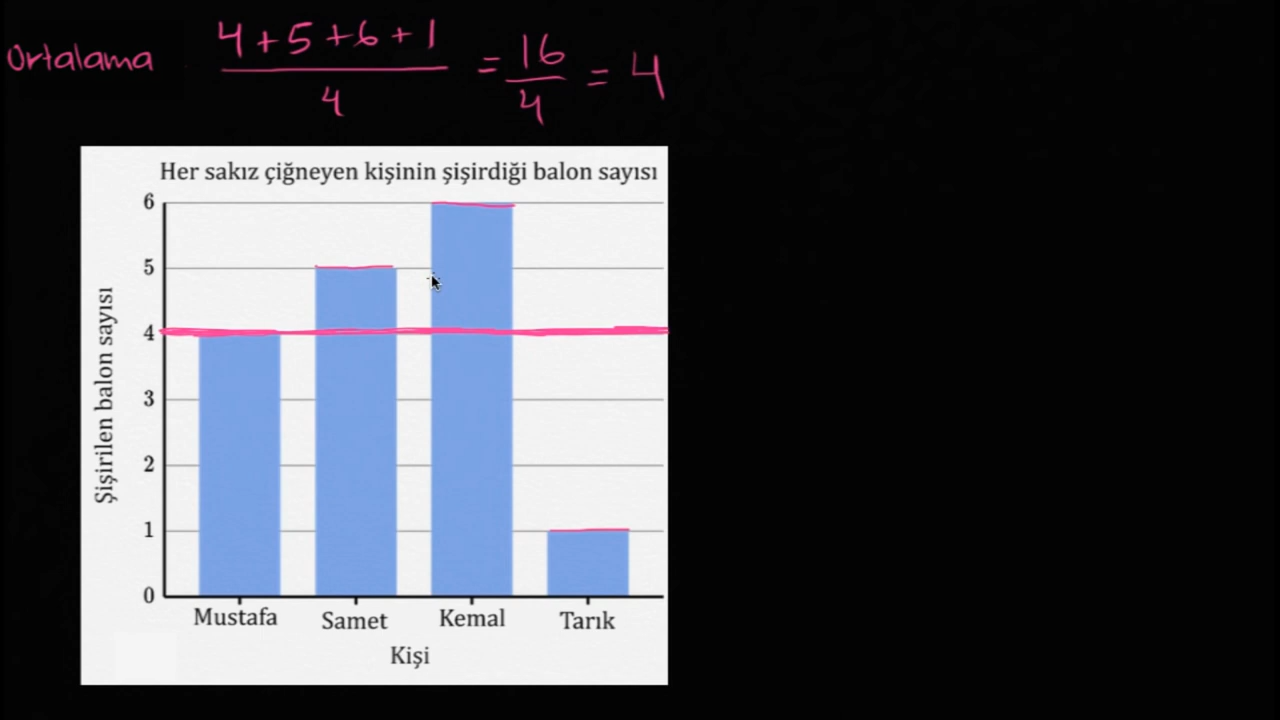 Ortalama 4+5+6+1 / 4 = 16 / 4 = 4
Her sakız çiğneyen kişinin şişirdiği balon sayısı
Şişirilen balon sayısı
6
5
4
3
2
1
0
Mustafa Samet Kemal Tarık
Kişi